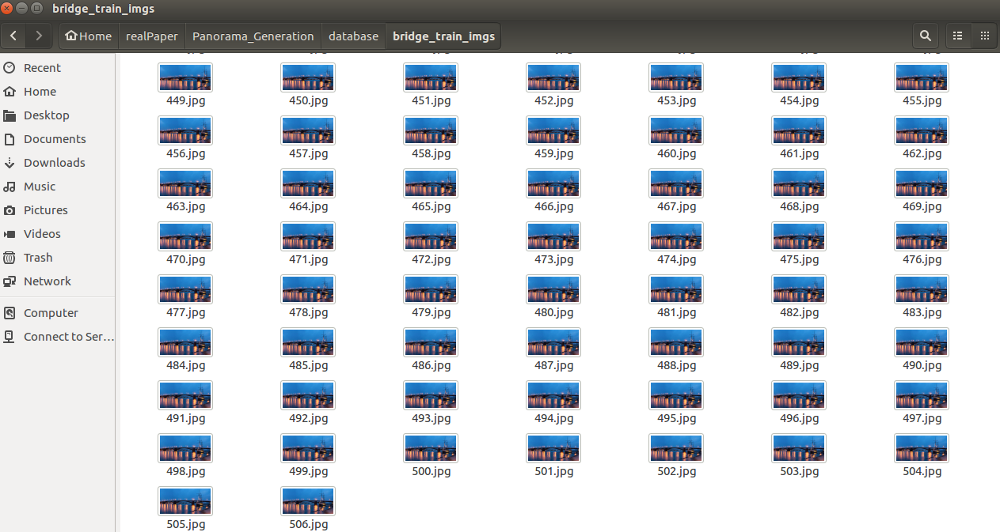 bridge_train_imgs
Home realPaper Panorama_Generation database bridge_train_imgs
Recent
Home
Desktop
Documents
Downloads
Music
Pictures
Videos
Trash
Network
Computer
Connect to Ser…
449.jpg 450.jpg 451.jpg 452.jpg 453.jpg 454.jpg 455.jpg
456.jpg 457.jpg 458.jpg 459.jpg 460.jpg 461.jpg 462.jpg
463.jpg 464.jpg 465.jpg 466.jpg 467.jpg 468.jpg 469.jpg
470.jpg 471.jpg 472.jpg 473.jpg 474.jpg 475.jpg 476.jpg
477.jpg 478.jpg 479.jpg 480.jpg 481.jpg 482.jpg 483.jpg
484.jpg 485.jpg 486.jpg 487.jpg 488.jpg 489.jpg 490.jpg
491.jpg 492.jpg 493.jpg 494.jpg 495.jpg 496.jpg 497.jpg
498.jpg 499.jpg 500.jpg 501.jpg 502.jpg 503.jpg 504.jpg
505.jpg 506.jpg